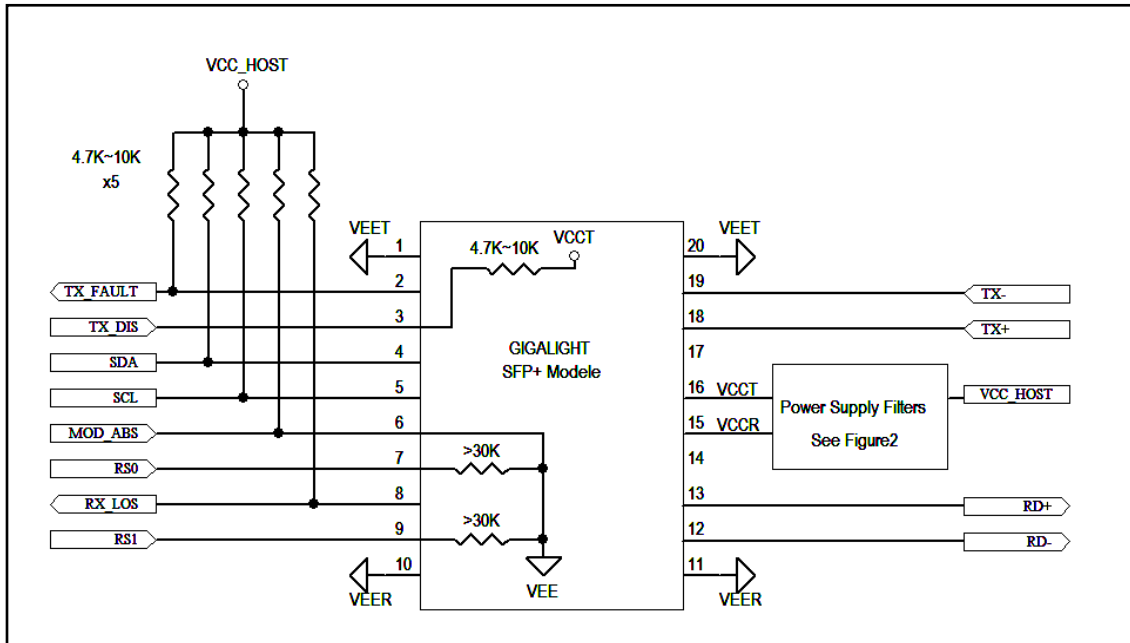 VCC_HOST
4.7K~10K
x5
VEET
1
4.7K~10K
VCCT
20
VEET
TX_FAULT
2
19
TX-
TX_DIS
3
18
TX+
SDA
4
GIGALIGHT
SFP+ Modele
17
SCL
5
16
VCCT
Power Supply Filters
See Figure2
VCC_HOST
MOD_ABS
6
15
VCCR
RS0
7
>30K
14
RX_LOS
8
13
RD+
RS1
9
>30K
12
RD-
10
VEER
VEE
11
VEER